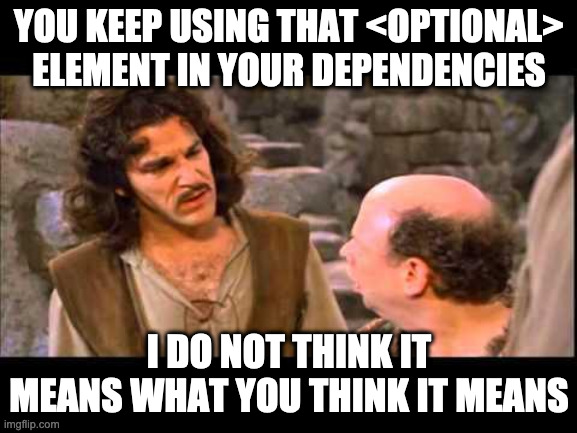 YOU KEEP USING THAT <OPTIONAL>
ELEMENT IN YOUR DEPENDENCIES
I DO NOT THINK IT
MEANS WHAT YOU THINK IT MEANS
imgflip.com